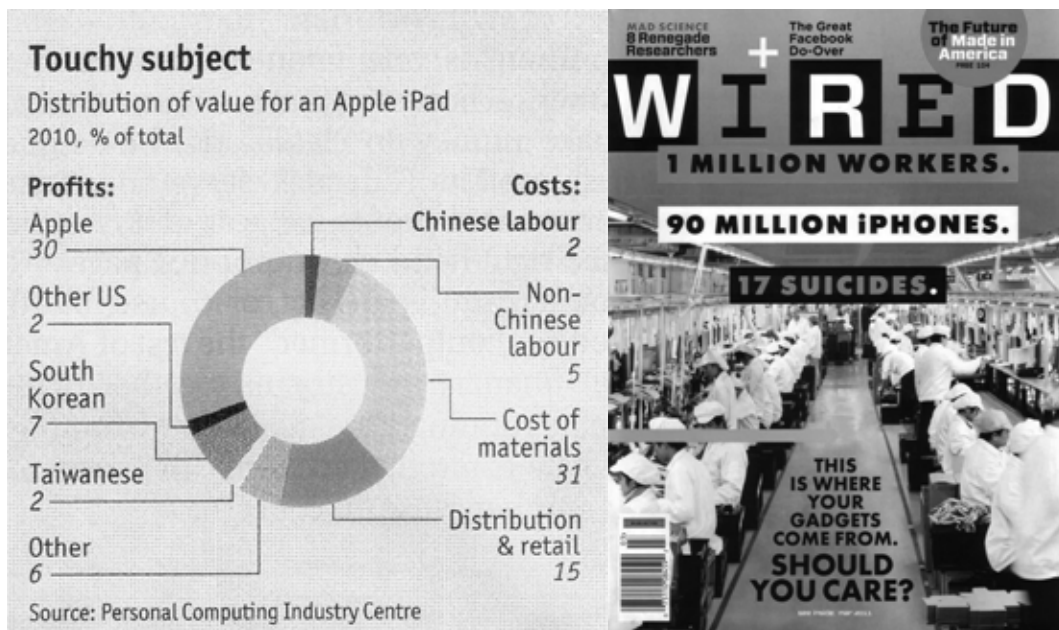 Touchy subject
Distribution of value for an Apple iPad
2010, % of total
Profits:
Apple
30
Other US
2
South
Korean
7
Taiwanese
2
Other
6
Costs:
Chinese labour
2
Non-
Chinese
labour
5
Cost of
materials
31
Distribution
& retail
15
Source: Personal Computing Industry Centre
MAD SCIENCE
8 Renegade
Researchers
+
The Great
Facebook
Do-Over
The Future
of Made in
America
PAGE 124
WIRED
1 MILLION WORKERS.
90 MILLION iPHONES.
17 SUICIDES.
THIS
IS WHERE
YOUR
GADGETS
COME FROM.
SHOULD
YOU CARE?